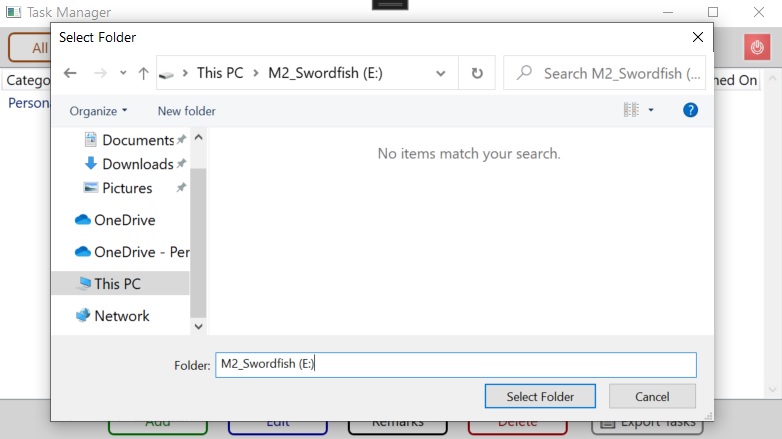 Task Manager
Select Folder
All
This PC > M2_Swordfish (E:)
Search M2_Swordfish (...
Organize
New folder
?
Catego
ned On
Persona
Documents
Downloads
Pictures
OneDrive
OneDrive - Per
This PC
Network
No items match your search.
Folder: M2_Swordfish (E:)
Select Folder
Cancel
Add
Edit
Remarks
Delete
Export Tasks